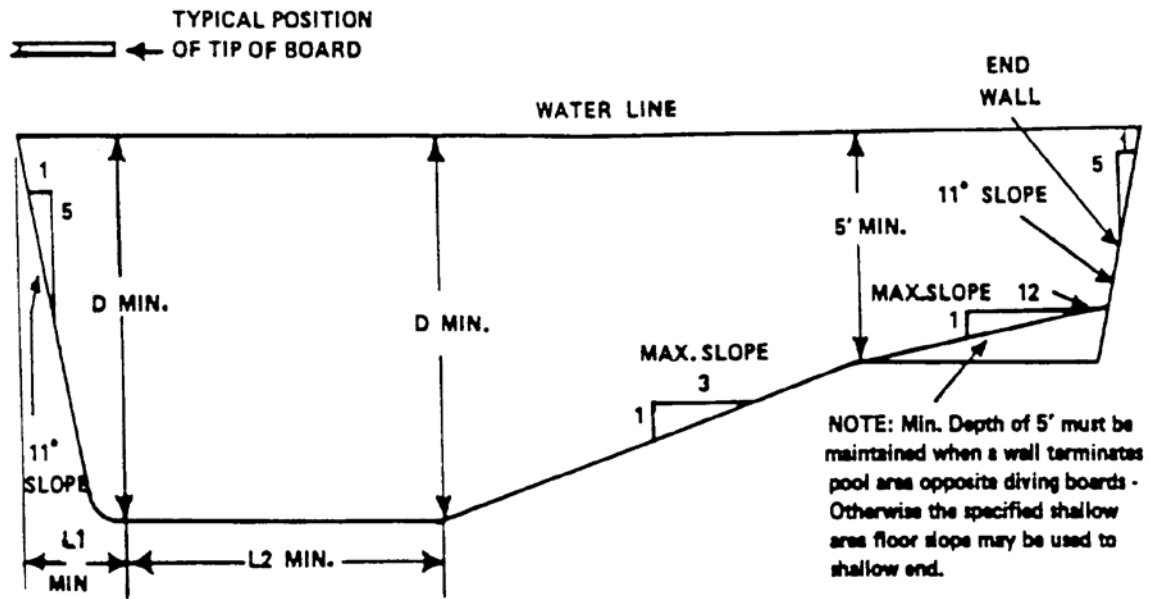 TYPICAL POSITION
OF TIP OF BOARD
END
WALL
WATER LINE
1
5
1
5
11° SLOPE
5' MIN.
D MIN.
D MIN.
MAX.SLOPE 12
1
MAX. SLOPE
3
1
11°
SLOPE
NOTE: Min. Depth of 5' must be
maintained when a wall terminates
pool area opposite diving boards -
Otherwise the specified shallow
area floor slope may be used to
shallow end.
L1
MIN
L2 MIN.